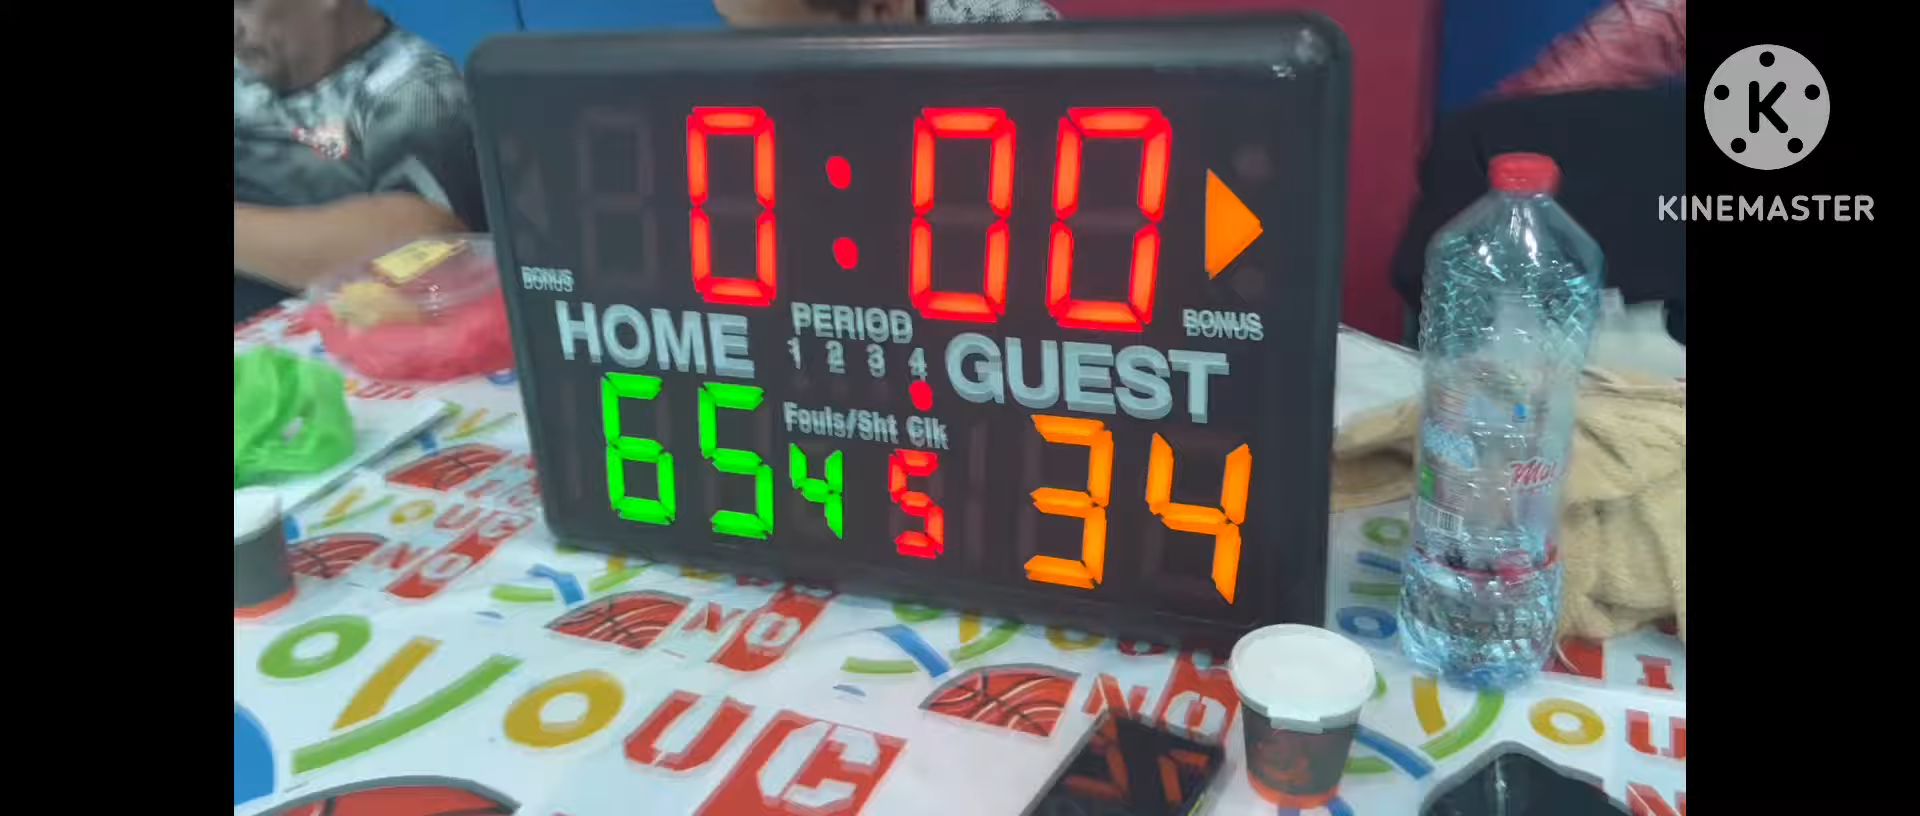 0:00
BONUS
BONUS
HOME
PERIOD
1 2 3 4
GUEST
Fouls/Sht Clk
65
4
5
34
UC
KINEMASTER